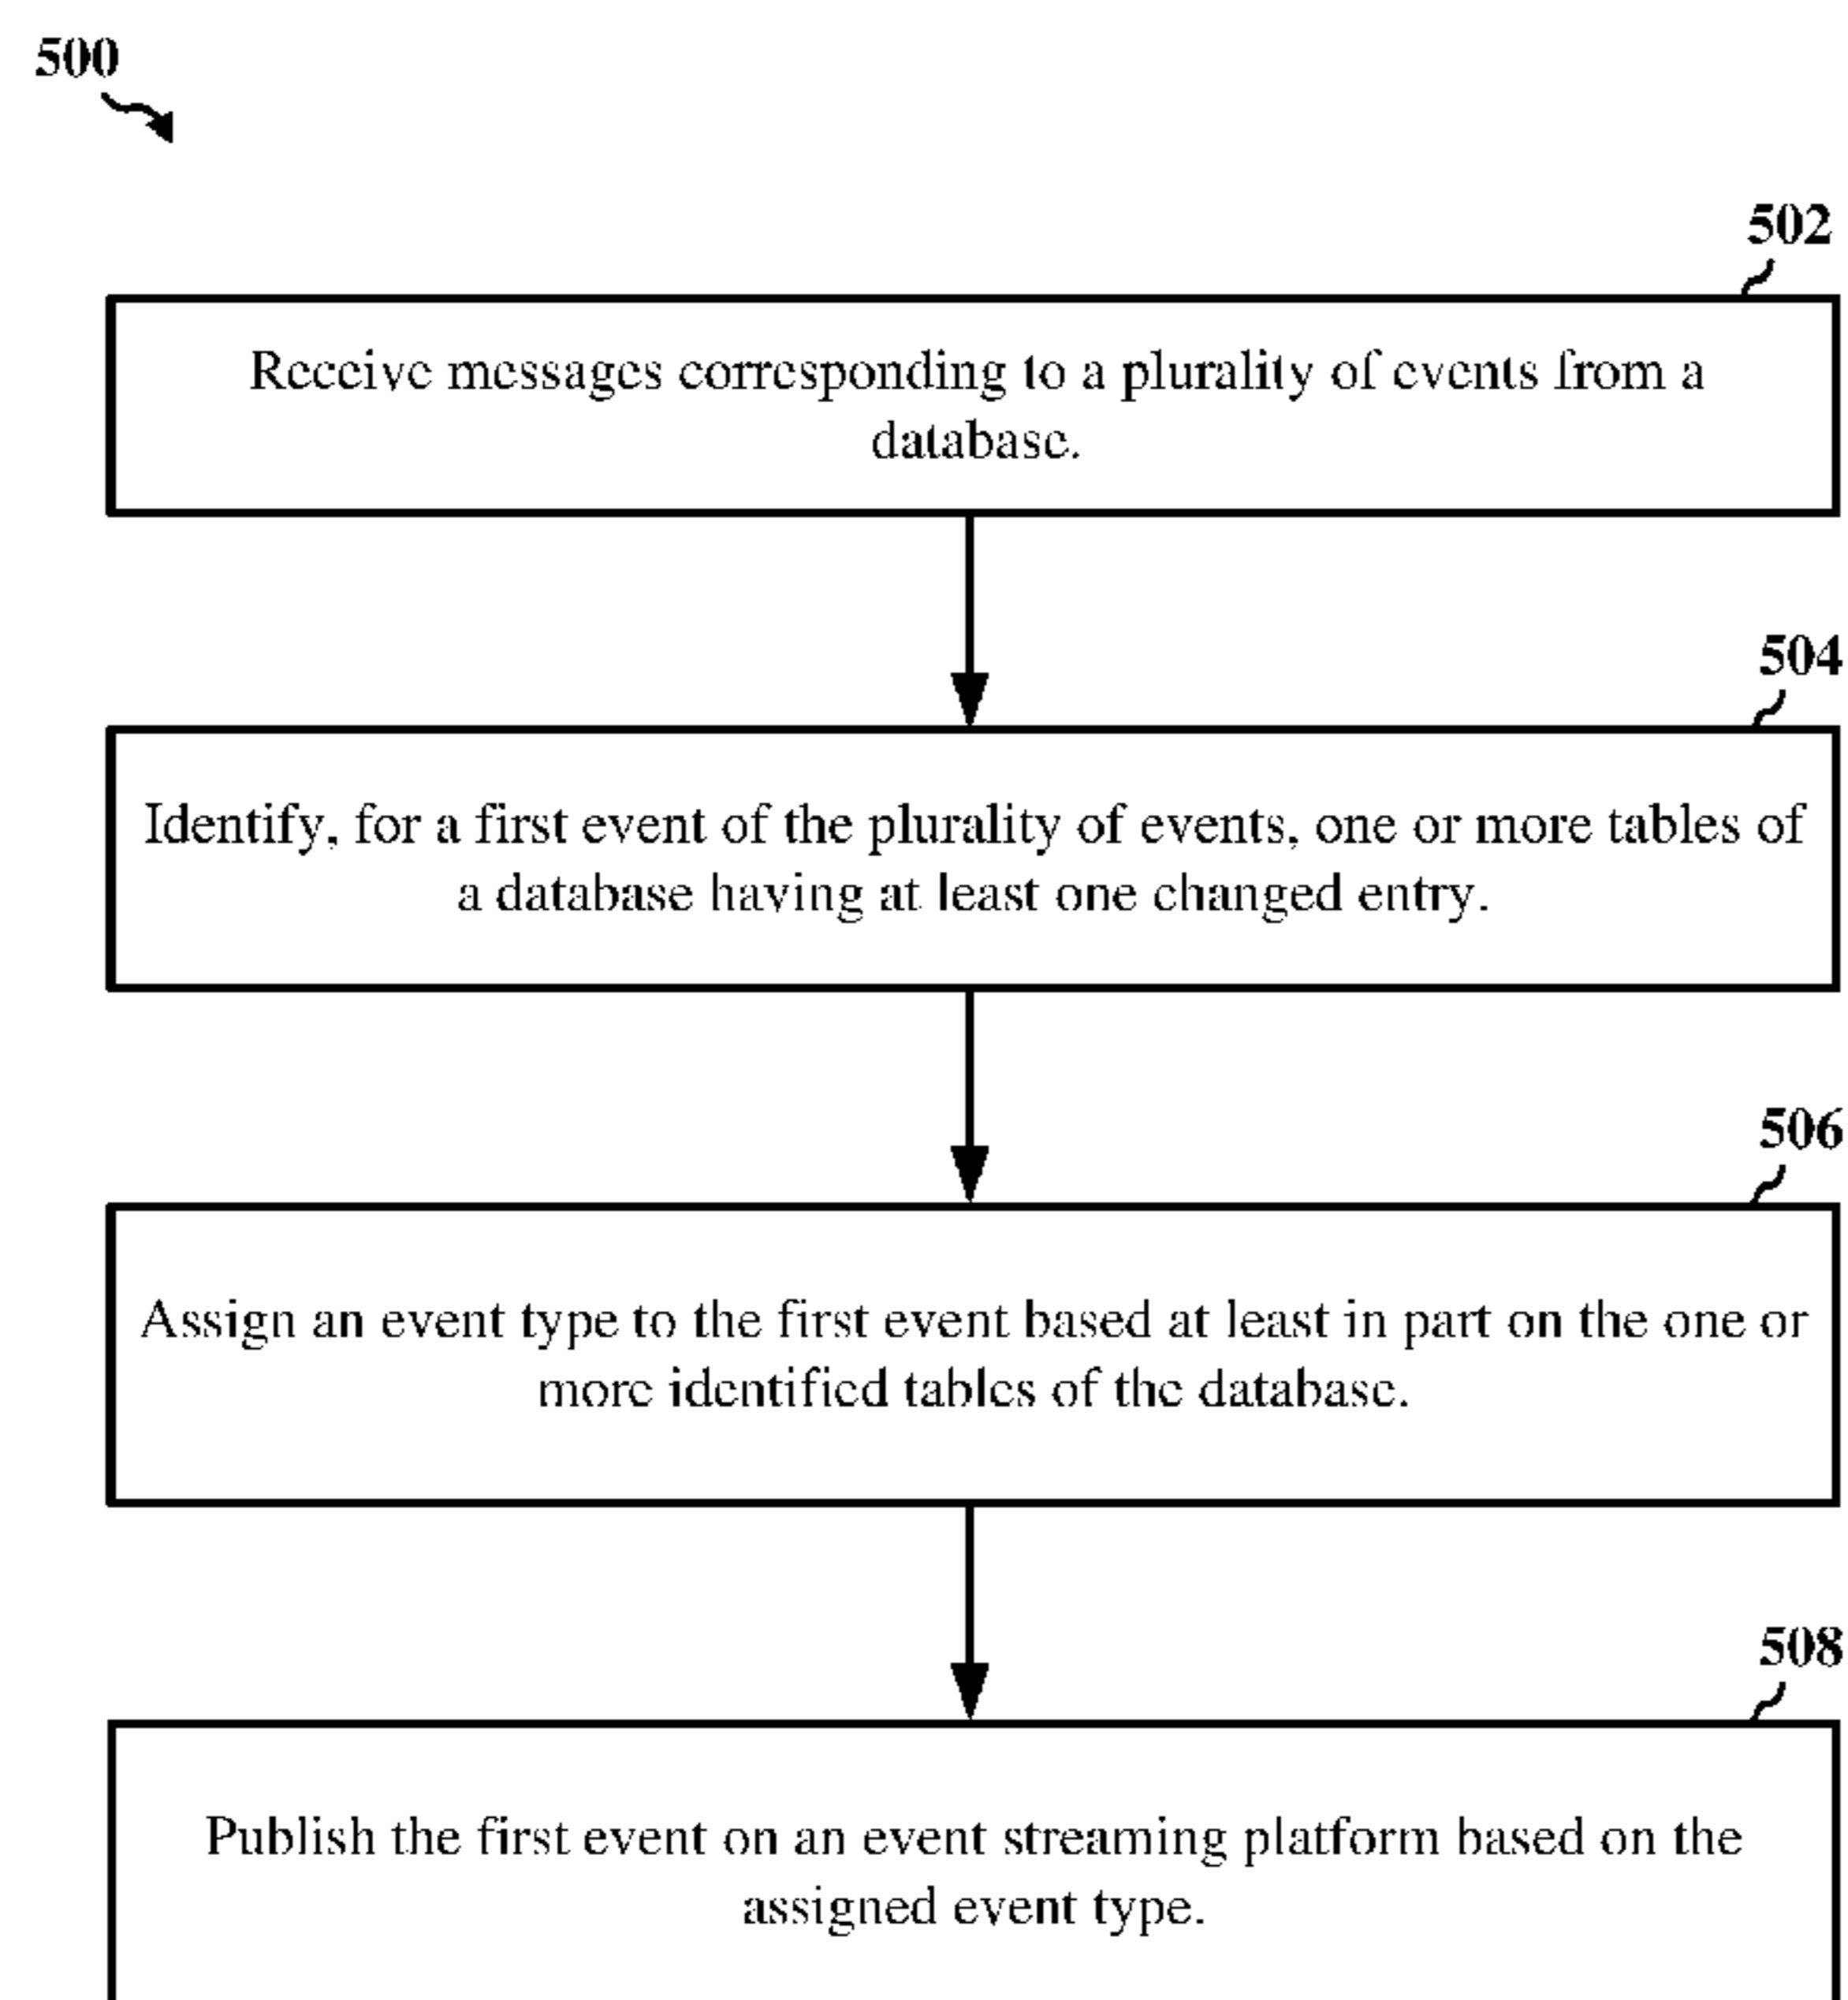 500
502
Receive messages corresponding to a plurality of events from a
database.
504
Identify, for a first event of the plurality of events, one or more tables of
a database having at least one changed entry.
506
Assign an event type to the first event based at least in part on the one or
more identified tables of the database.
508
Publish the first event on an event streaming platform based on the
assigned event type.